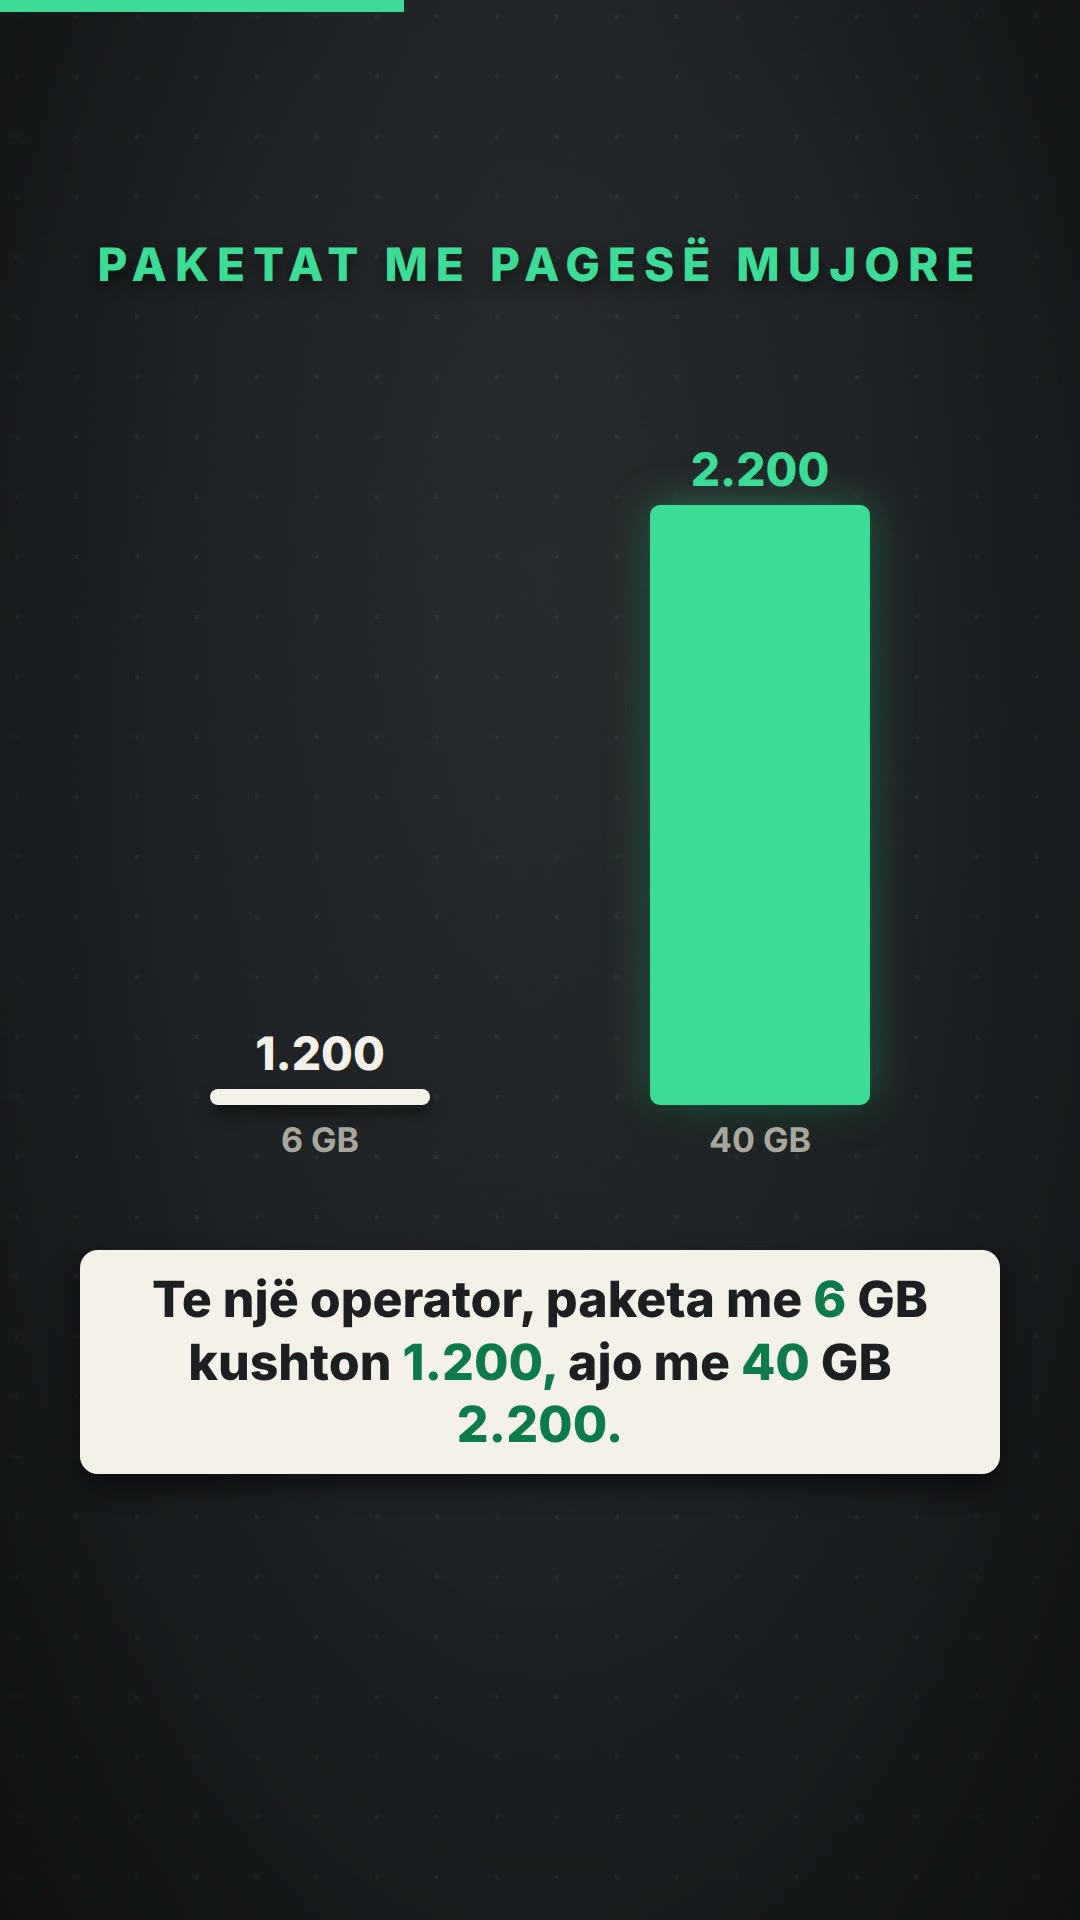 PAKETAT ME PAGESË MUJORE
2.200
1.200
6 GB
40 GB
Te një operator, paketa me 6 GB
kushton 1.200, ajo me 40 GB
2.200.